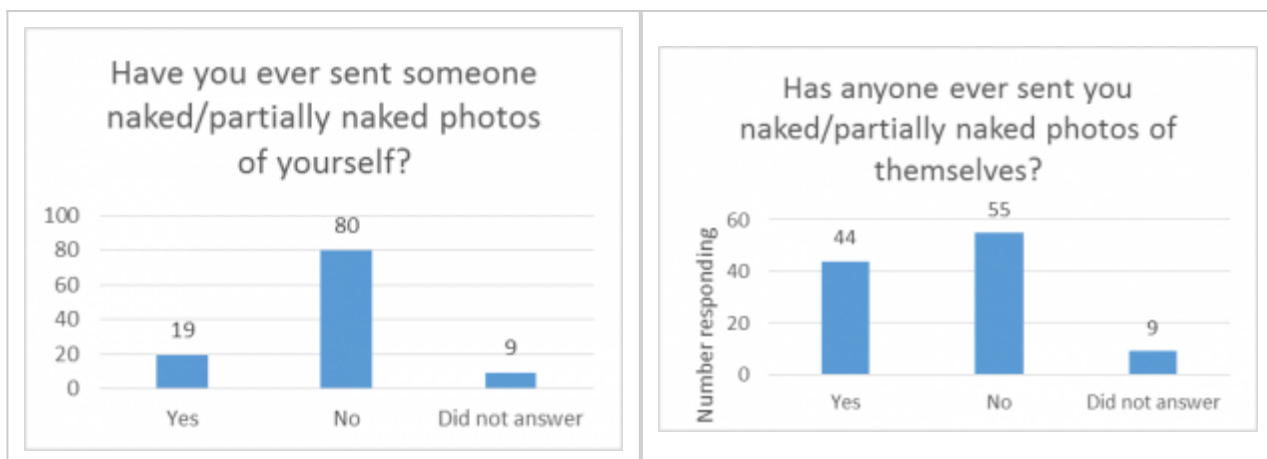 Have you ever sent someone
naked/partially naked photos
of yourself?
100
80
60
40
20
0
19
80
9
Yes
No
Did not answer
Has anyone ever sent you
naked/partially naked photos of
themselves?
Number responding
60
40
20
0
44
55
9
Yes
No
Did not answer